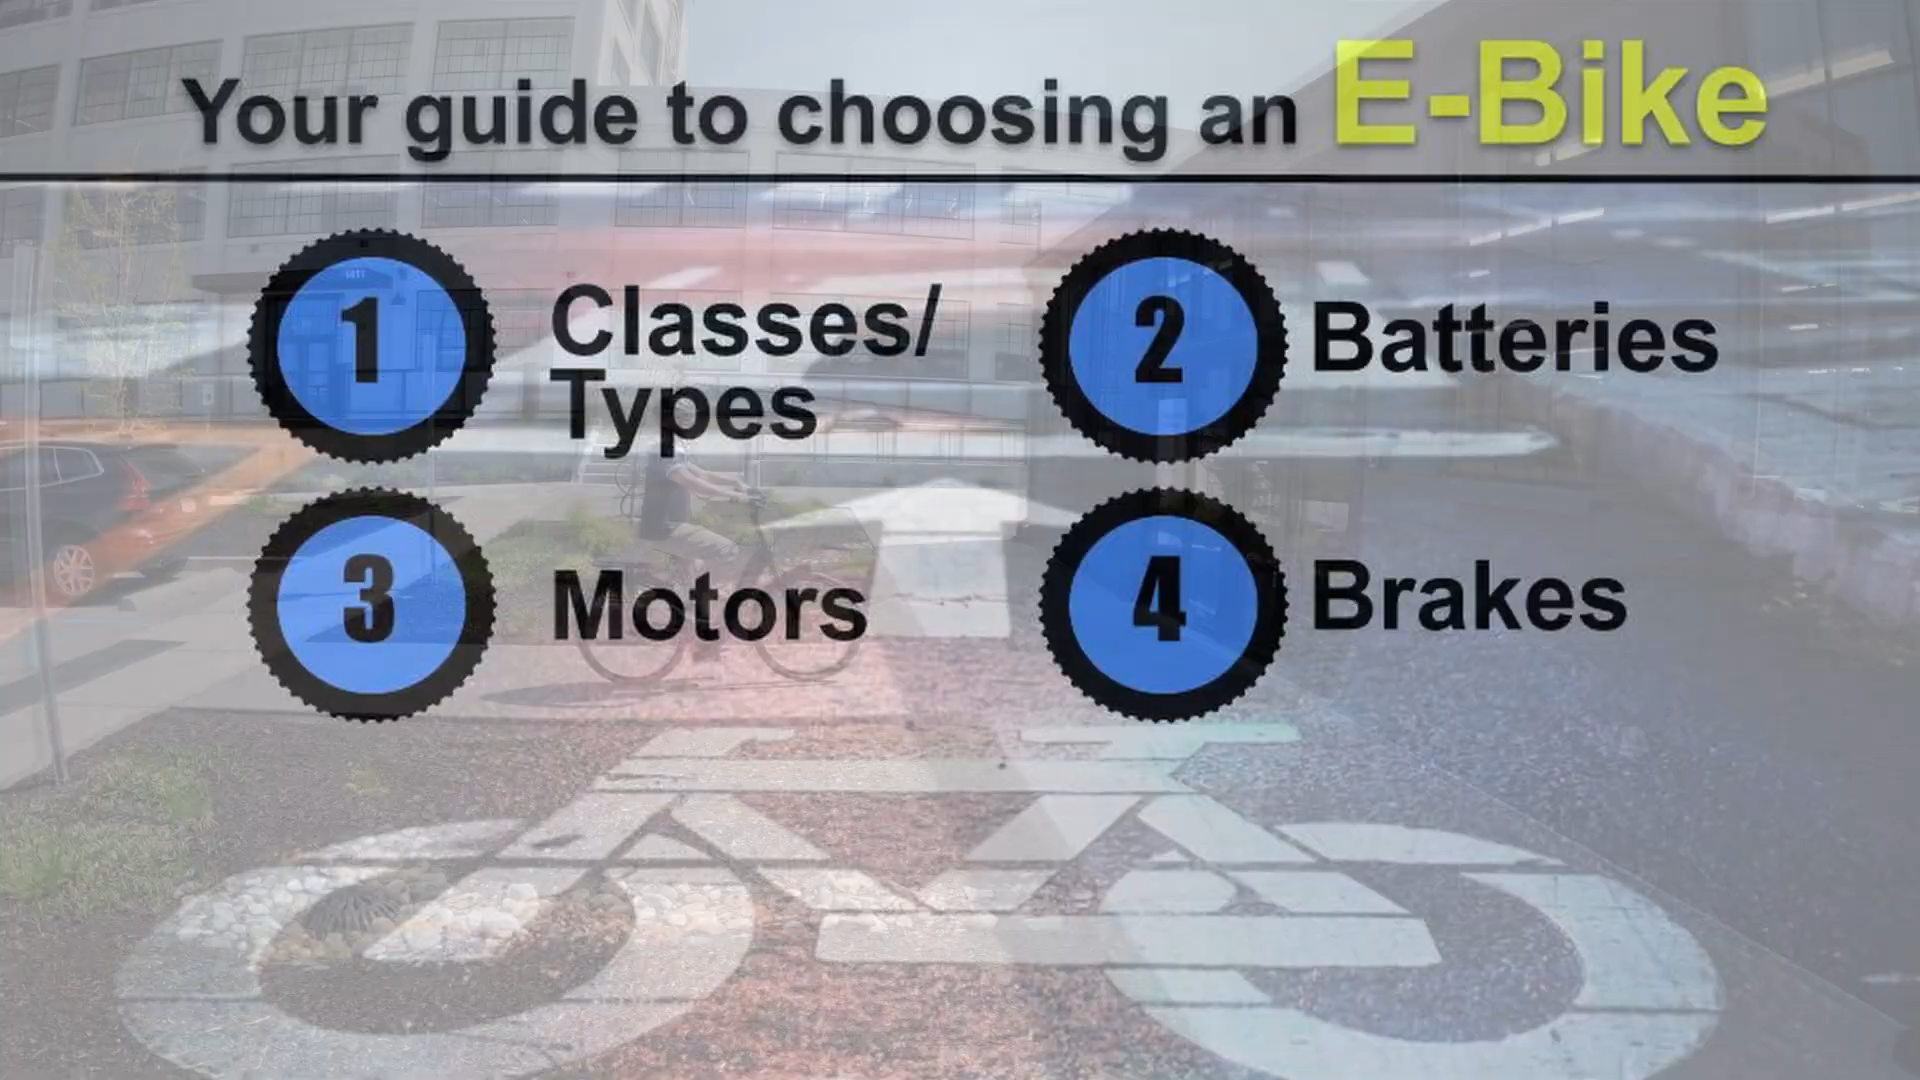 Your guide to choosing an E-Bike
1 Classes/
Types
2 Batteries
3 Motors
4 Brakes